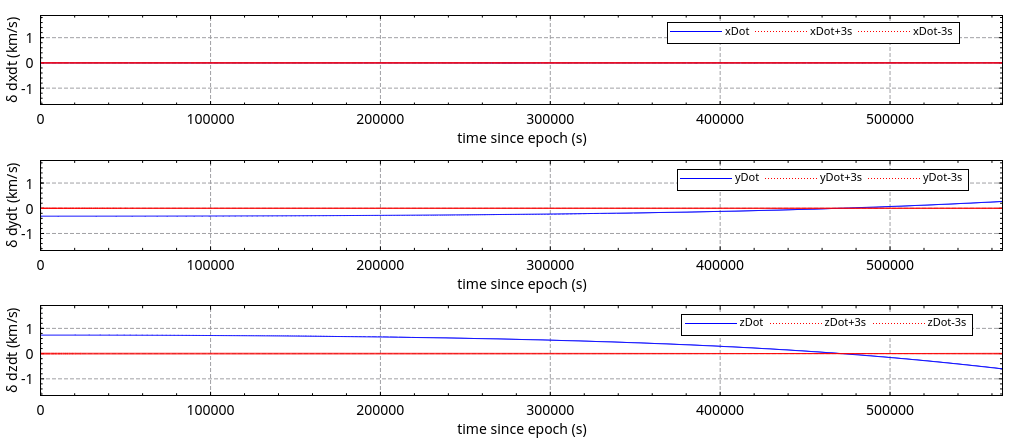 δ dxdt (km/s)
1
0
-1
xDot xDot+3s xDot-3s
0 100000 200000 300000 400000 500000
time since epoch (s)
δ dydt (km/s)
1
0
-1
yDot yDot+3s yDot-3s
0 100000 200000 300000 400000 500000
time since epoch (s)
δ dzdt (km/s)
1
0
-1
zDot zDot+3s zDot-3s
0 100000 200000 300000 400000 500000
time since epoch (s)